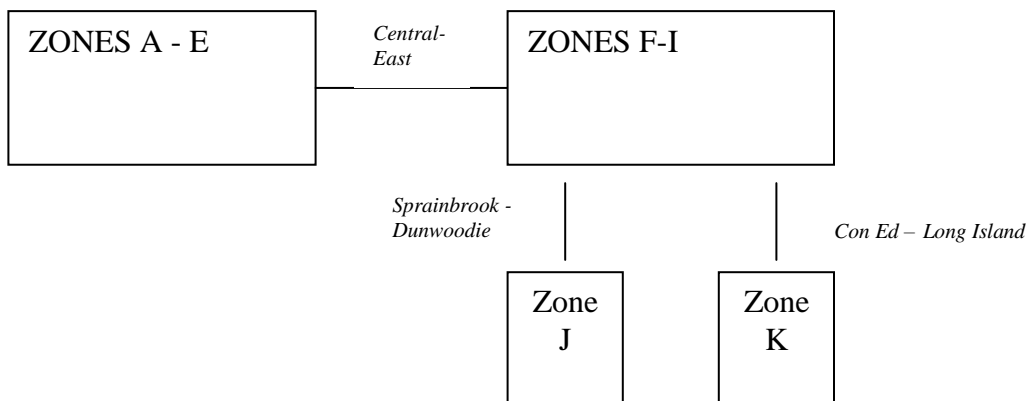 ZONES A - E
Central-
East
ZONES F-I
Sprainbrook -
Dunwoodie
Con Ed – Long Island
Zone
J
Zone
K